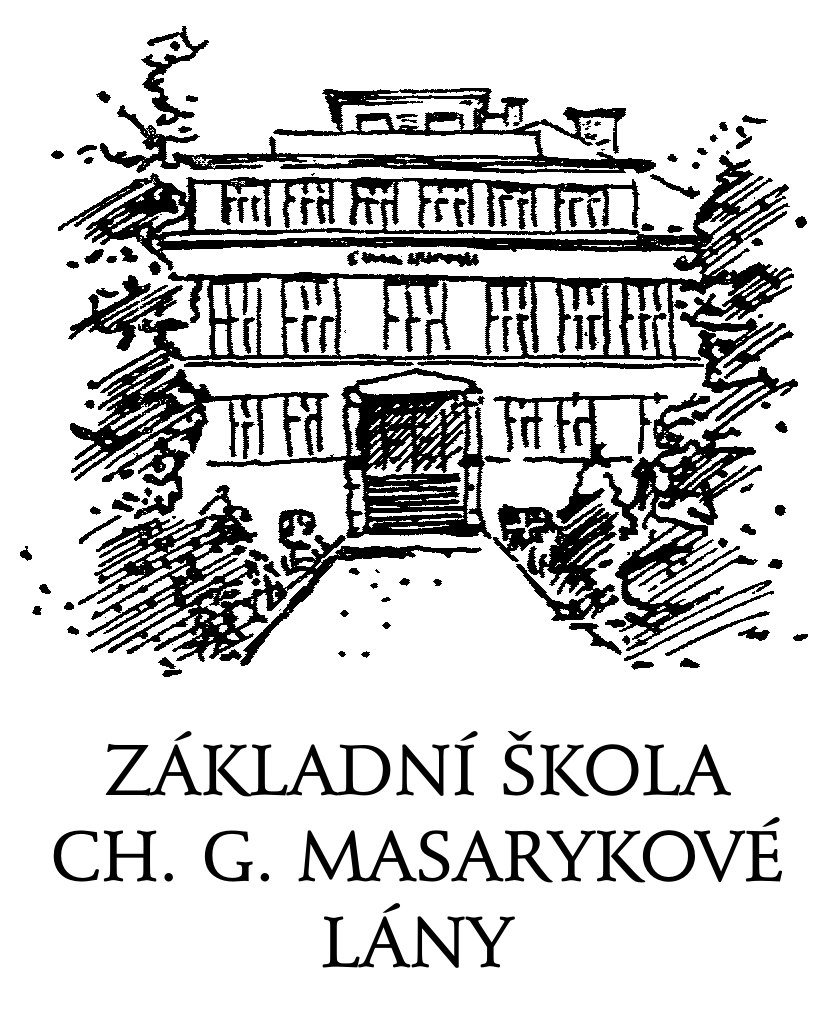 ZÁKLADNÍ ŠKOLA
CH. G. MASARYKOVÉ
LÁNY